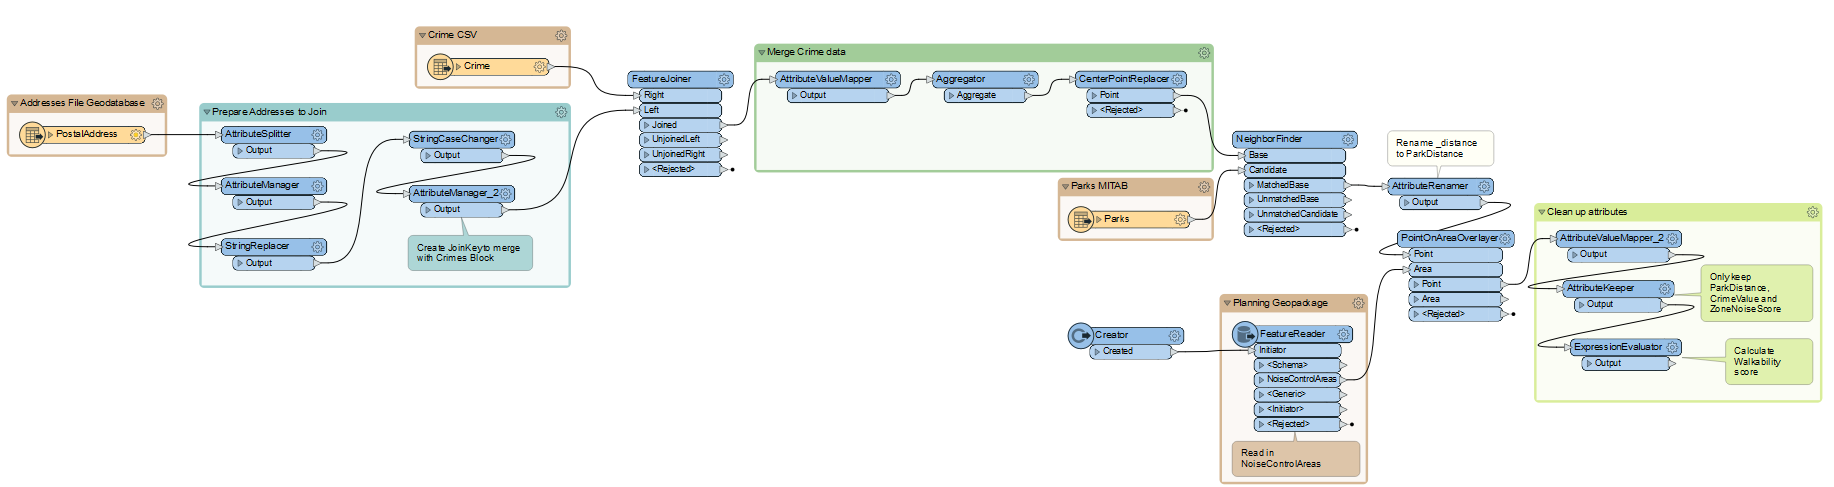 Addresses File Geodatabase
PostalAddress
Prepare Addresses to Join
AttributeSplitter
Output
AttributeManager
Output
StringReplacer
Output
StringCaseChanger
Output
AttributeManager_2
Output
Create JoinKeyto merge
with Crimes Block
Crime CSV
Crime
FeatureJoiner
Right
Left
Joined
UnjoinedLeft
UnjoinedRight
<Rejected>
Merge Crime data
AttributeValueMapper
Output
Aggregator
Aggregate
CenterPointReplacer
Point
<Rejected>
Parks MITAB
Parks
NeighborFinder
Base
Candidate
MatchedBase
UnmatchedBase
UnmatchedCandidate
<Rejected>
Rename _distance
to ParkDistance
AttributeRenamer
Output
Creator
Created
Planning Geopackage
FeatureReader
Initiator
<Schema>
NoiseControlAreas
<Generic>
<Initiator>
<Rejected>
Read in
NoiseControlAreas
PointOnAreaOverlayer
Point
Area
Point
Area
<Rejected>
Clean up attributes
AttributeValueMapper_2
Output
AttributeKeeper
Output
Only keep
ParkDistance,
CrimeValue and
ZoneNoiseScore
ExpressionEvaluator
Output
Calculate
Walkability
score